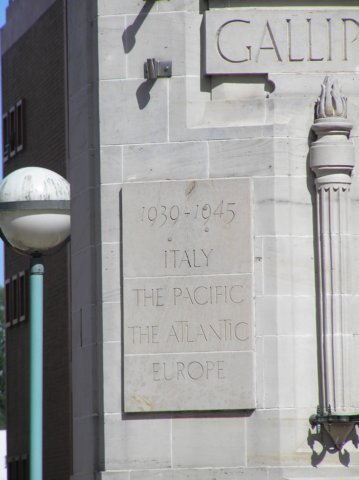 GALLIP
1939-1945
ITALY
THE PACIFIC
THE ATLANTIC
EUROPE